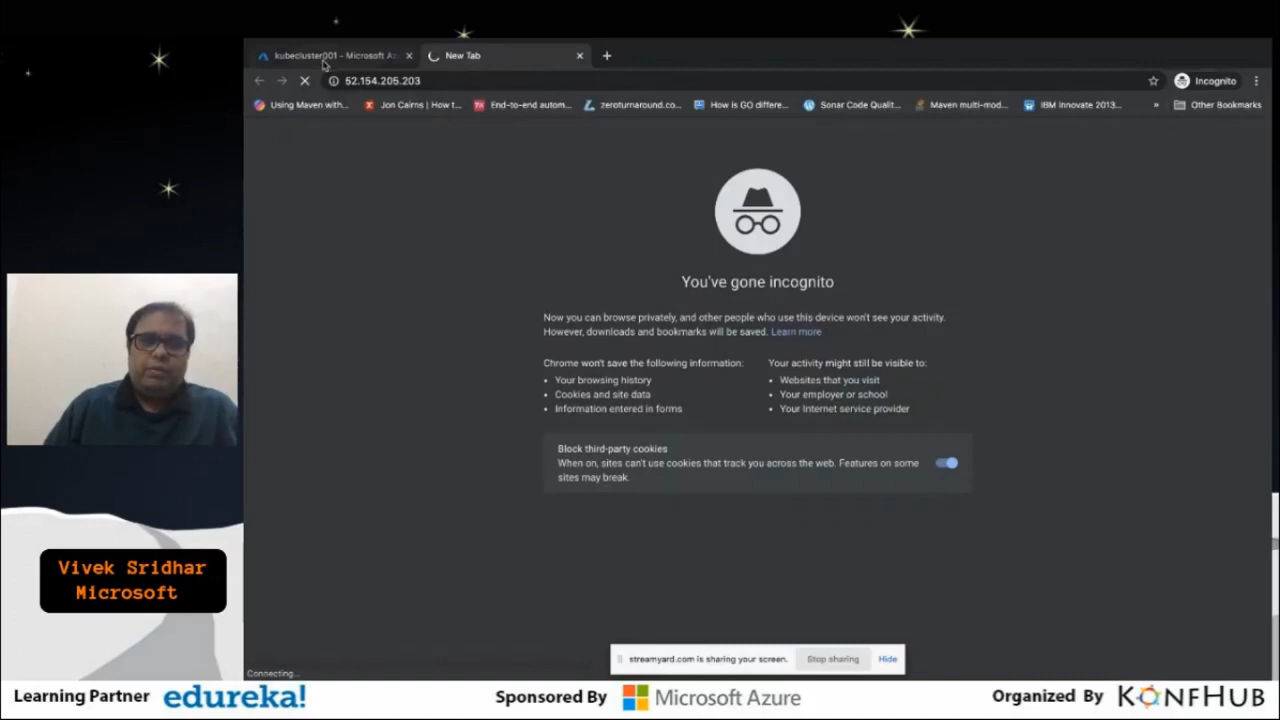 kubecluster001 - Microsoft Az
New Tab
52.154.205.203
Incognito
Using Maven with...
Jon Cairns | How t...
End-to-end autom...
zeroturnaround.co...
How is GO differe...
Sonar Code Qualit...
Maven multi-mod...
IBM Innovate 2013...
»
Other Bookmarks
You've gone incognito
Now you can browse privately, and other people who use this device won't see your activity.
However, downloads and bookmarks will be saved. Learn more
Chrome won't save the following information:
• Your browsing history
• Cookies and site data
• Information entered in forms
Your activity might still be visible to:
• Websites that you visit
• Your employer or school
• Your internet service provider
Block third-party cookies
When on, sites can't use cookies that track you across the web. Features on some
sites may break.
Vivek Sridhar
Microsoft
streamyard.com is sharing your screen.
Stop sharing
Hide
Connecting...
Learning Partner edureka!
Sponsored By Microsoft Azure
Organized By KONFHUB